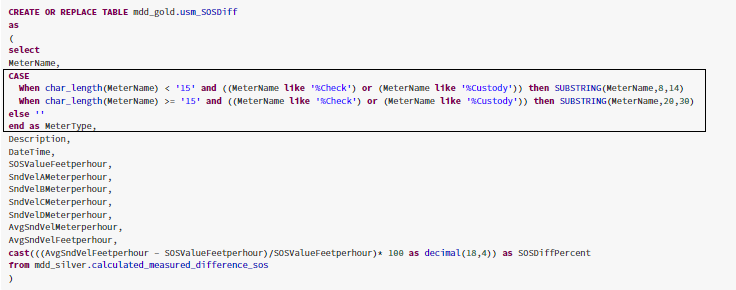 CREATE OR REPLACE TABLE mdd_gold.usm_SOSDiff
as
(
select
MeterName,
CASE
When char_length(MeterName) < '15' and ((MeterName like '%Check') or (MeterName like '%Custody')) then SUBSTRING(MeterName,8,14)
When char_length(MeterName) >= '15' and ((MeterName like '%Check') or (MeterName like '%Custody')) then SUBSTRING(MeterName,20,30)
else ''
end as MeterType,
Description,
DateTime,
SOSValueFeetperhour,
SndVelAMeterperhour,
SndVelBMeterperhour,
SndVelCMeterperhour,
SndVelDMeterperhour,
AvgSndVelMeterperhour,
AvgSndVelFeetperhour,
cast(((AvgSndVelFeetperhour - SOSValueFeetperhour)/SOSValueFeetperhour)* 100 as decimal(18,4)) as SOSDiffPercent
from mdd_silver.calculated_measured_difference_sos
)